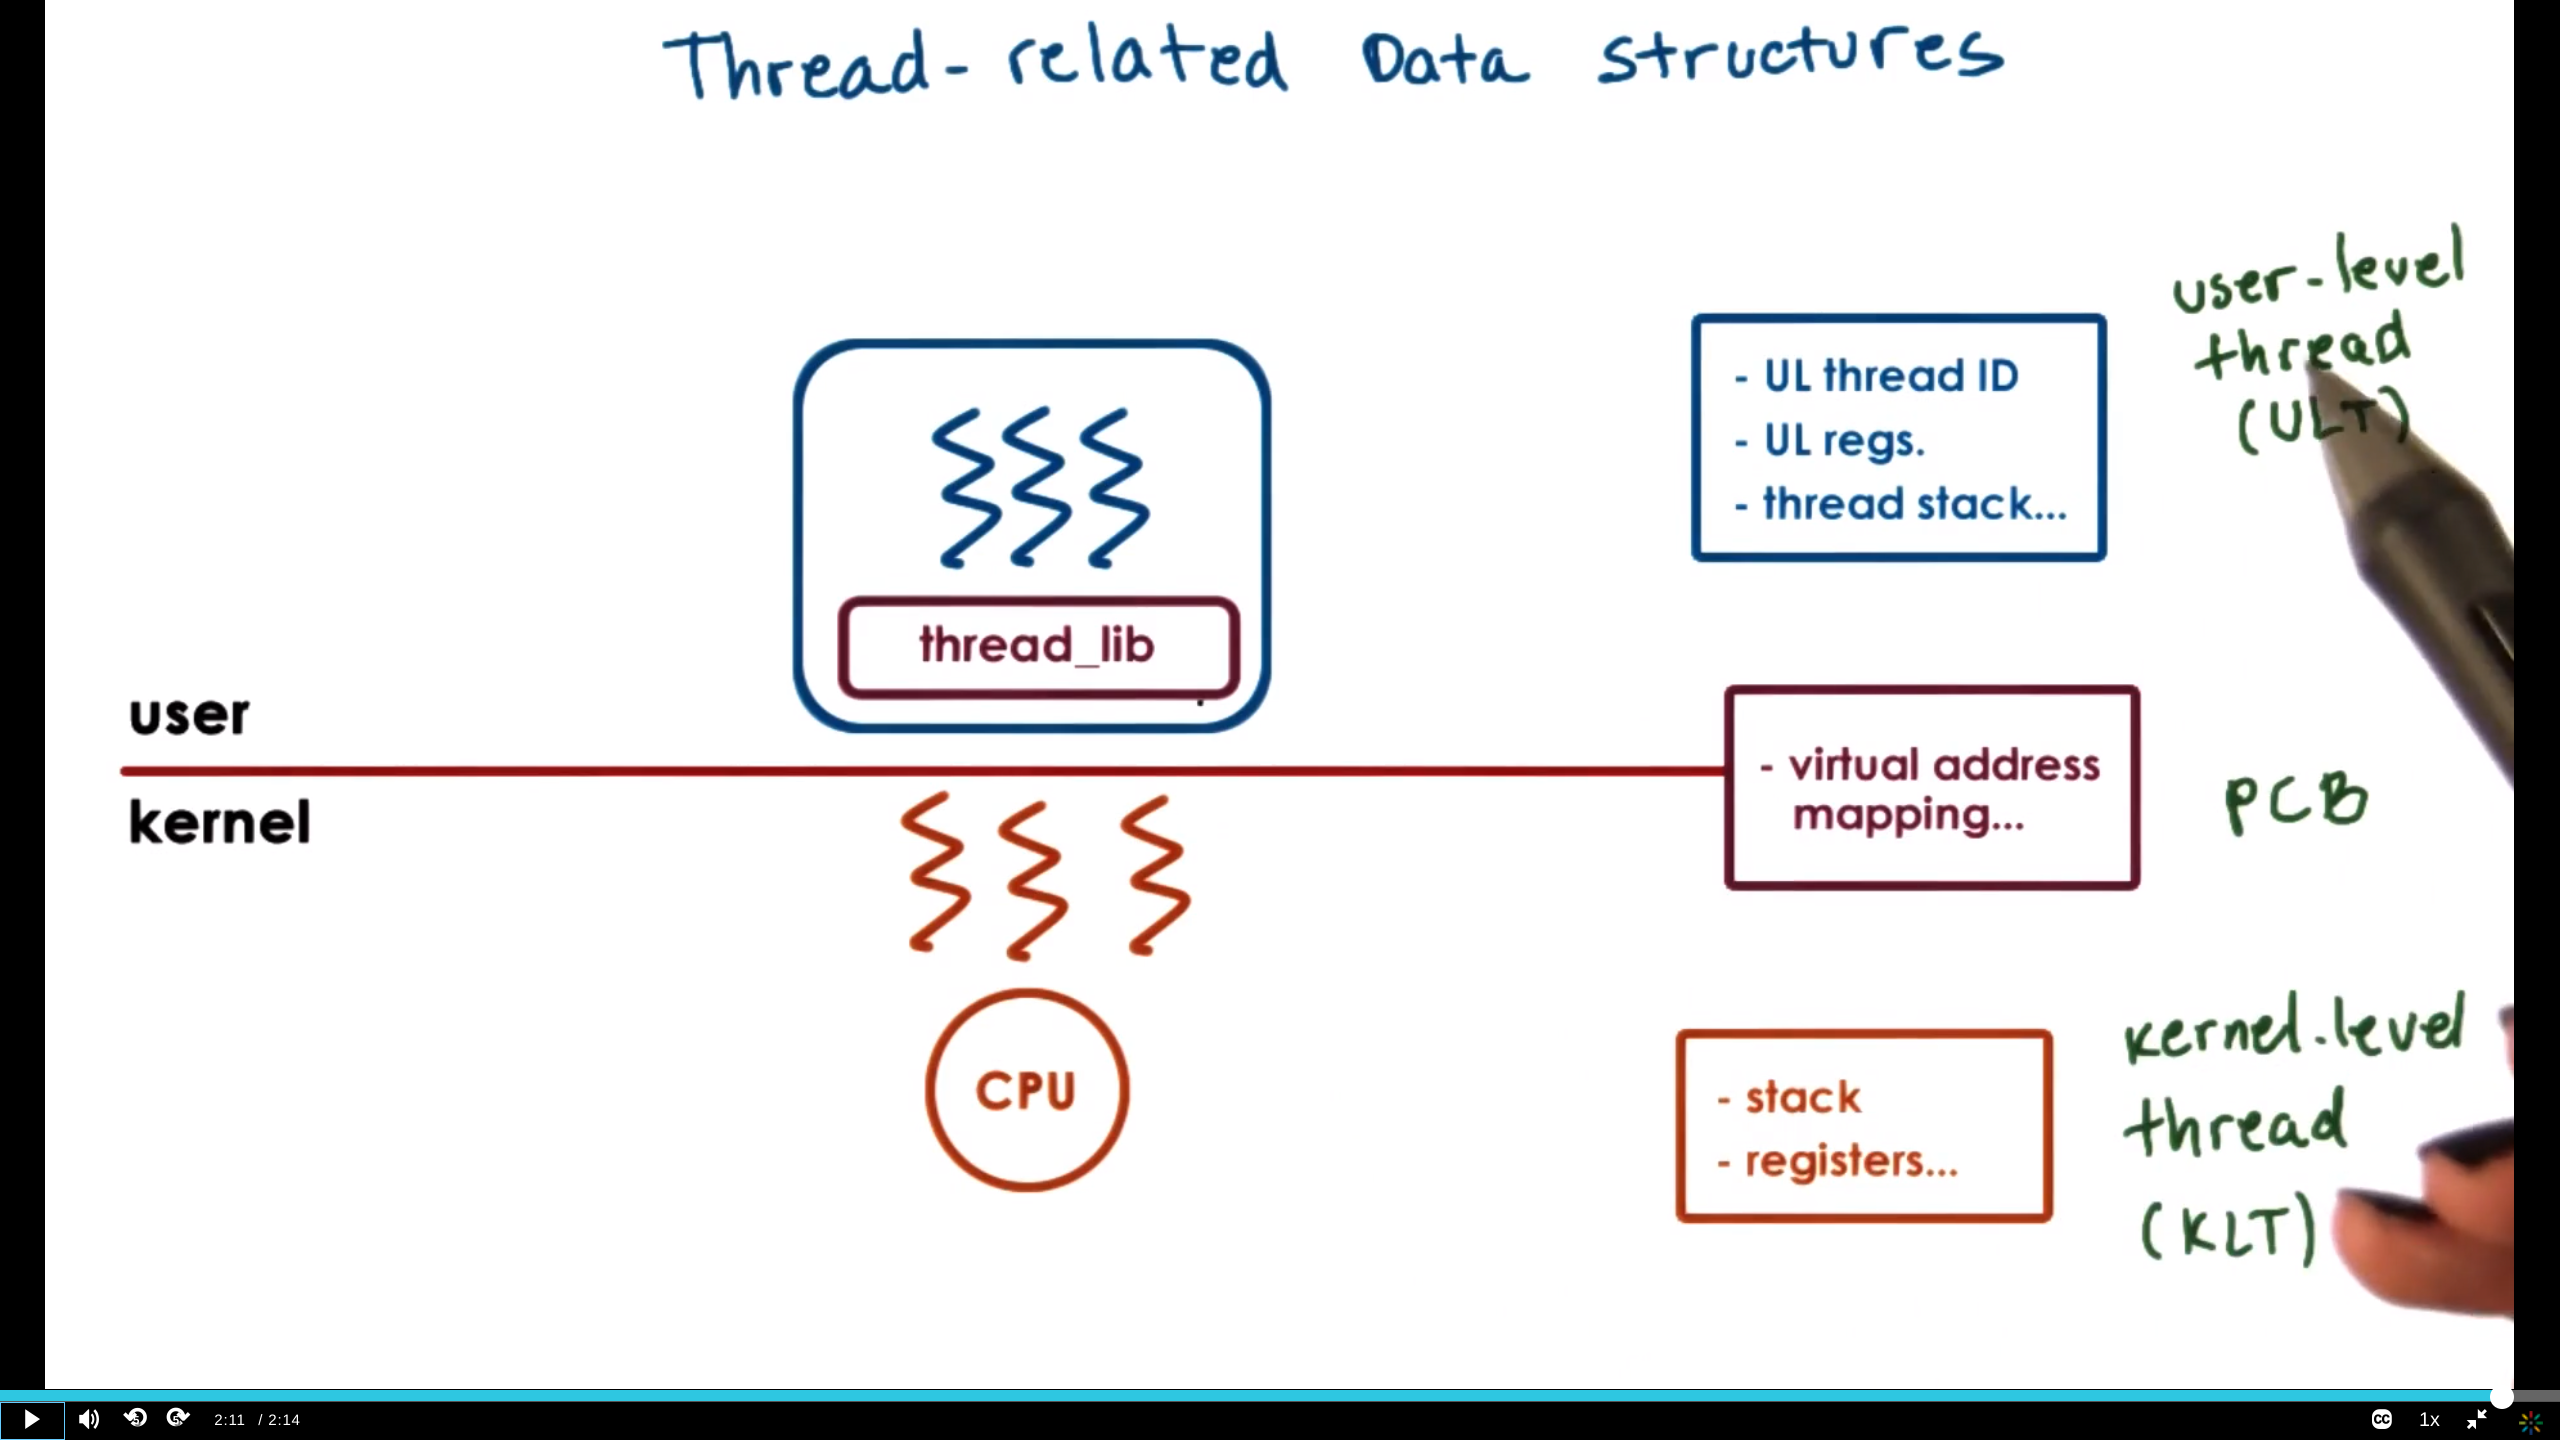 Thread-related Data structures
user-level
thread
(ULT)
- UL thread ID
- UL regs.
- thread stack...
thread_lib
user
kernel
- virtual address
mapping...
PCB
CPU
- stack
- registers...
kernel-level
thread
(KLT)
2:11 / 2:14
CC
1x